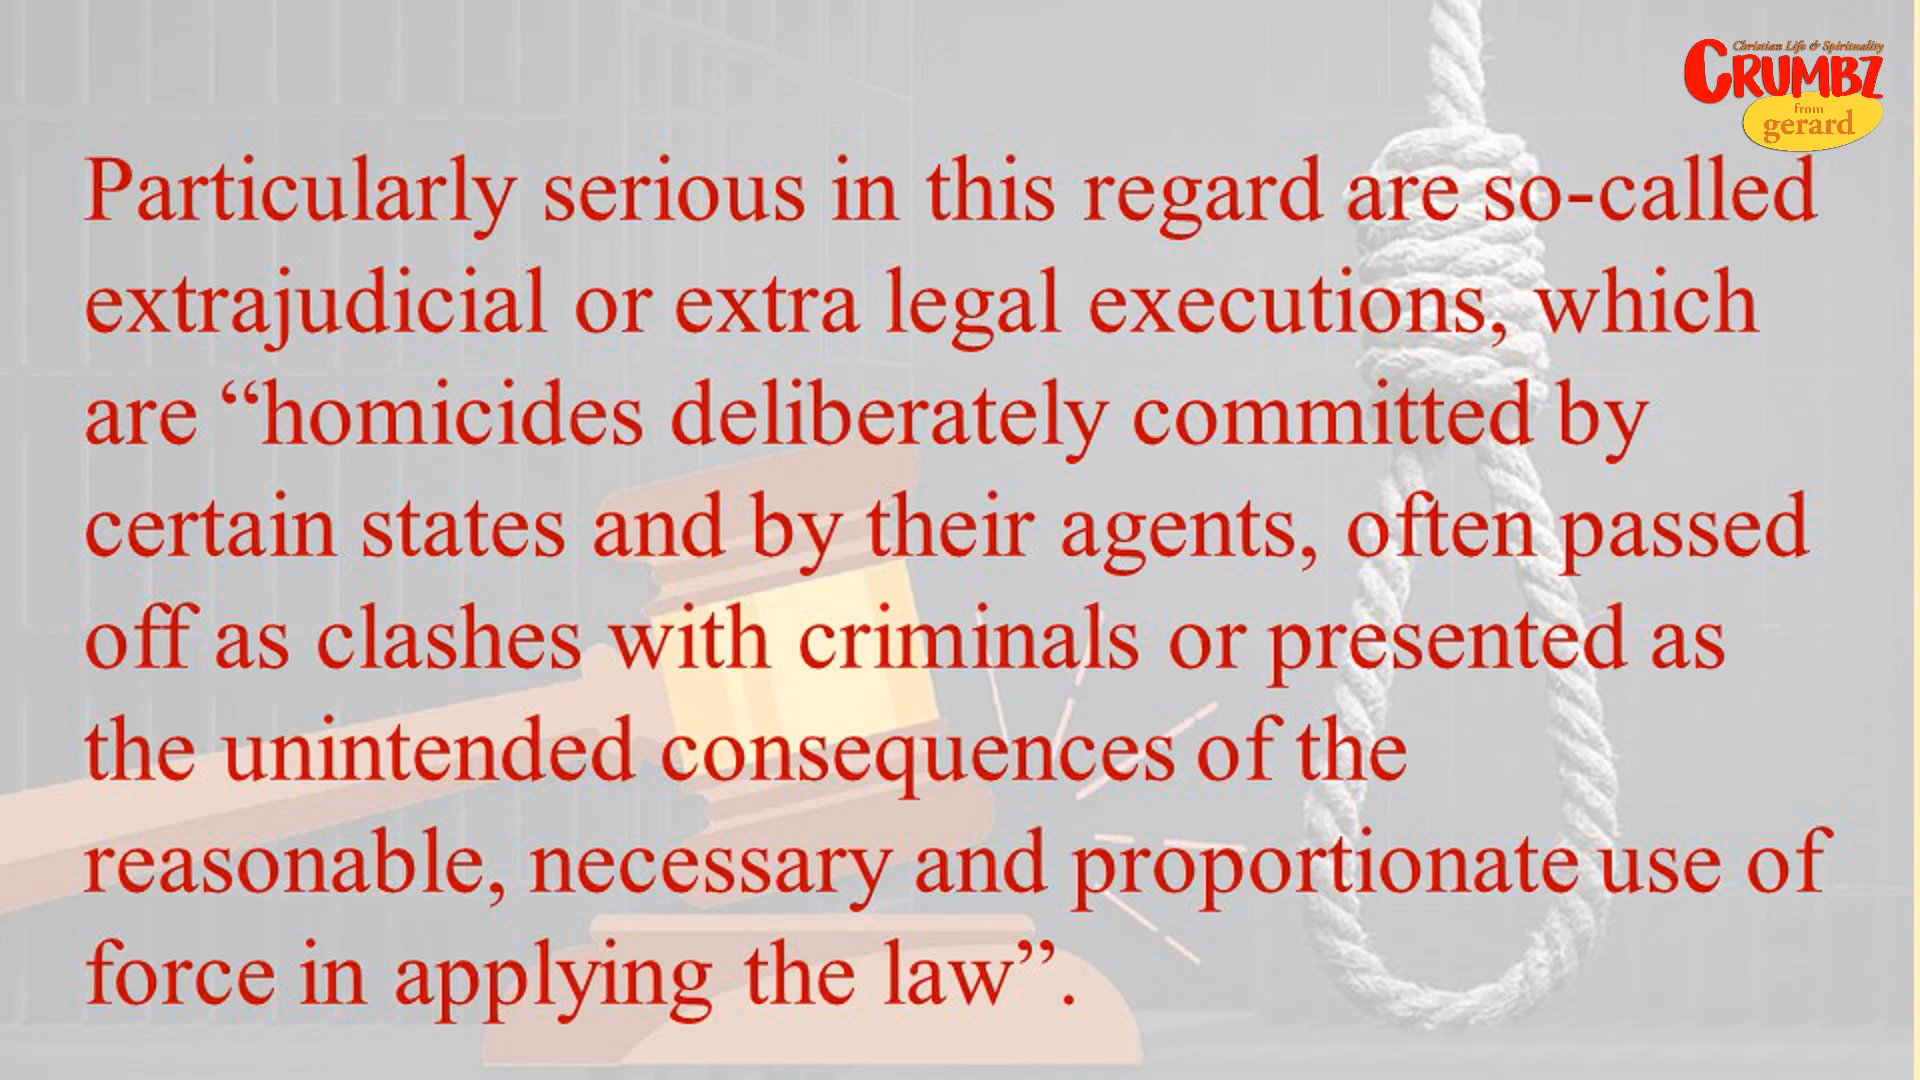 Christian Life & Spirituality
CRUMBZ
from
gerard
Particularly serious in this regard are so-called
extrajudicial or extra legal executions, which
are “homicides deliberately committed by
certain states and by their agents, often passed
off as clashes with criminals or presented as
the unintended consequences of the
reasonable, necessary and proportionate use of
force in applying the law”.